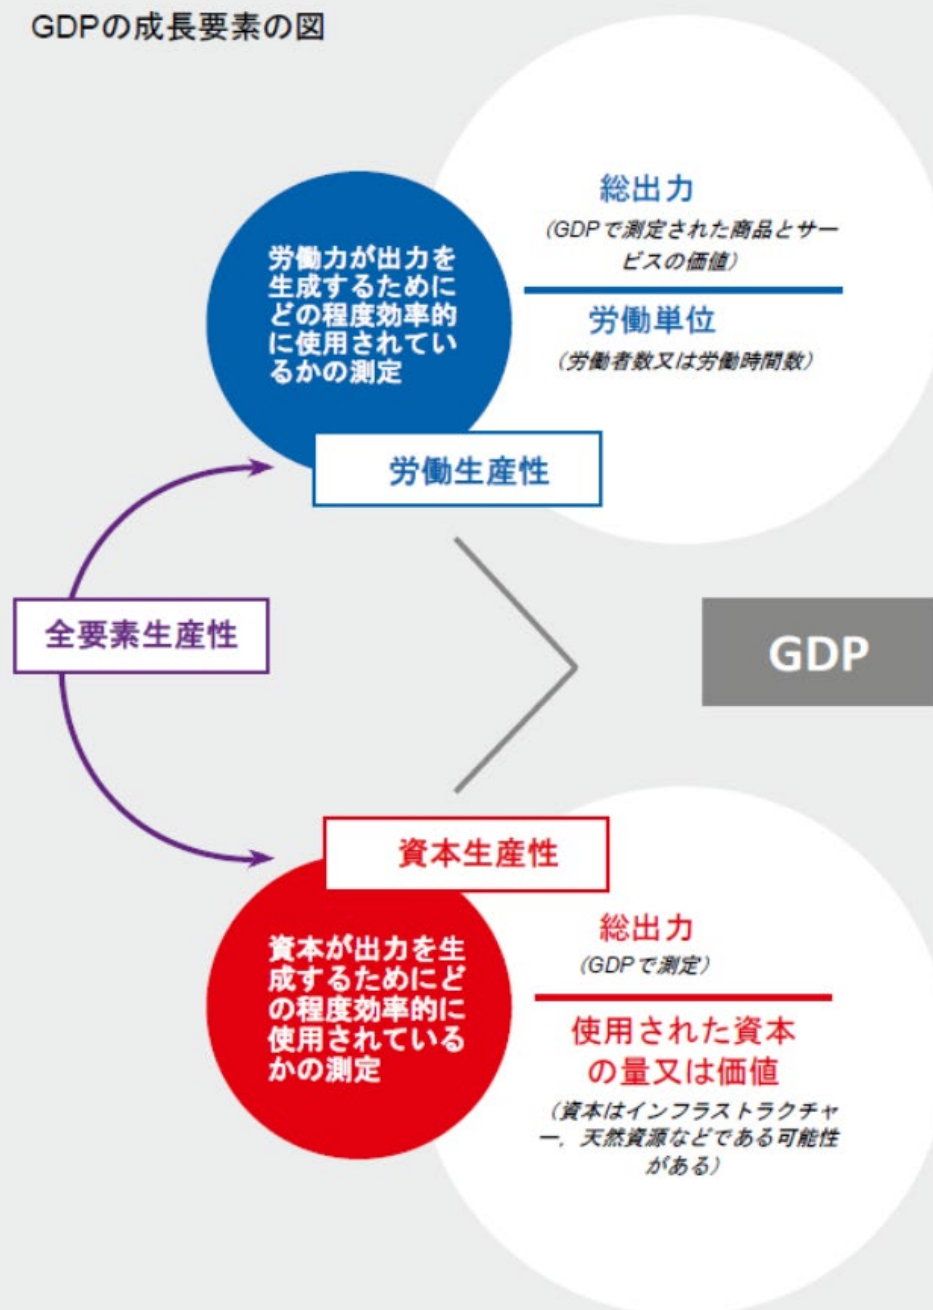 GDPの成長要素の図
労働力が出力を
生成するために
どの程度効率的
に使用されてい
るかの測定
総出力
(GDPで測定された商品とサー
ビスの価値)
労働単位
(労働者数又は労働時間数)
労働生産性
全要素生産性
GDP
資本生産性
資本が出力を生
成するためにど
の程度効率的に
使用されている
かの測定
総出力
(GDPで測定)
使用された資本
の量又は価値
(資本はインフラストラクチャ
ー，天然資源などである可能性
がある)